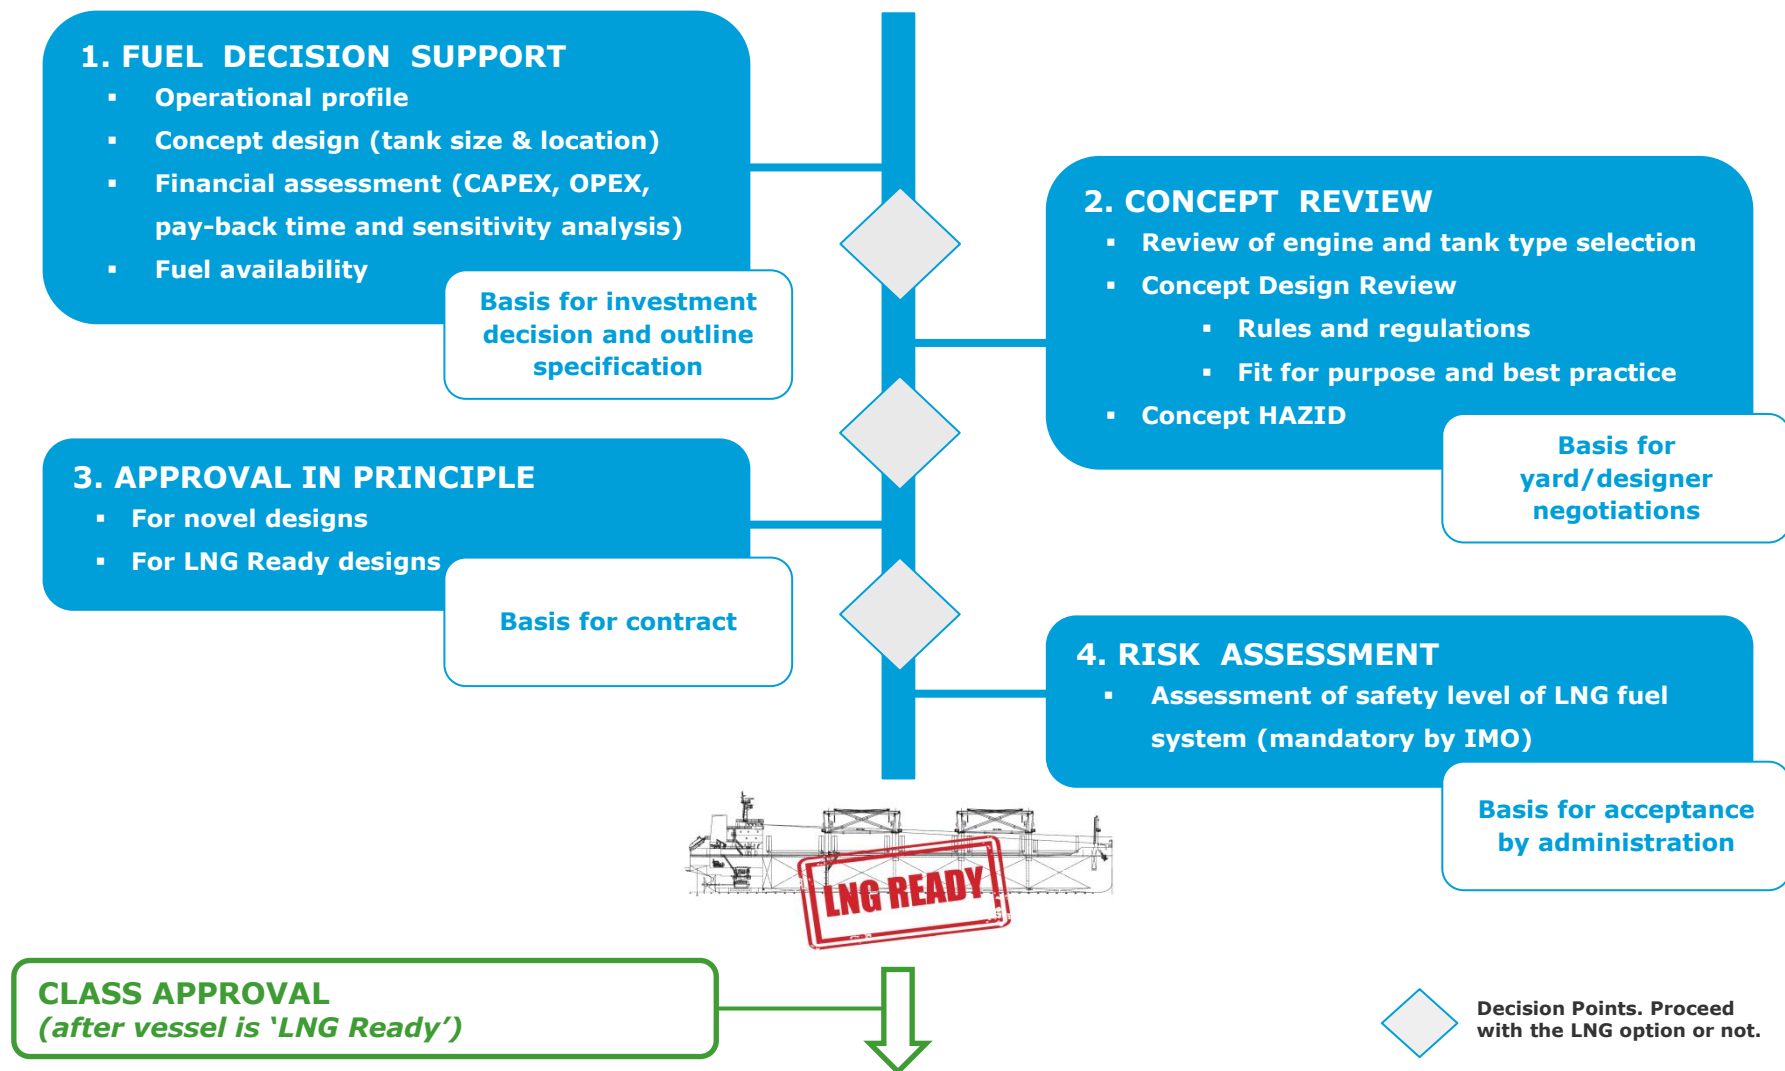 1. FUEL DECISION SUPPORT
▪ Operational profile
▪ Concept design (tank size & location)
▪ Financial assessment (CAPEX, OPEX,
pay-back time and sensitivity analysis)
▪ Fuel availability
Basis for investment
decision and outline
specification
2. CONCEPT REVIEW
▪ Review of engine and tank type selection
▪ Concept Design Review
▪ Rules and regulations
▪ Fit for purpose and best practice
▪ Concept HAZID
Basis for
yard/designer
negotiations
3. APPROVAL IN PRINCIPLE
▪ For novel designs
▪ For LNG Ready designs
Basis for contract
4. RISK ASSESSMENT
▪ Assessment of safety level of LNG fuel
system (mandatory by IMO)
Basis for acceptance
by administration
LNG READY
CLASS APPROVAL
(after vessel is ‘LNG Ready’)
Decision Points. Proceed
with the LNG option or not.